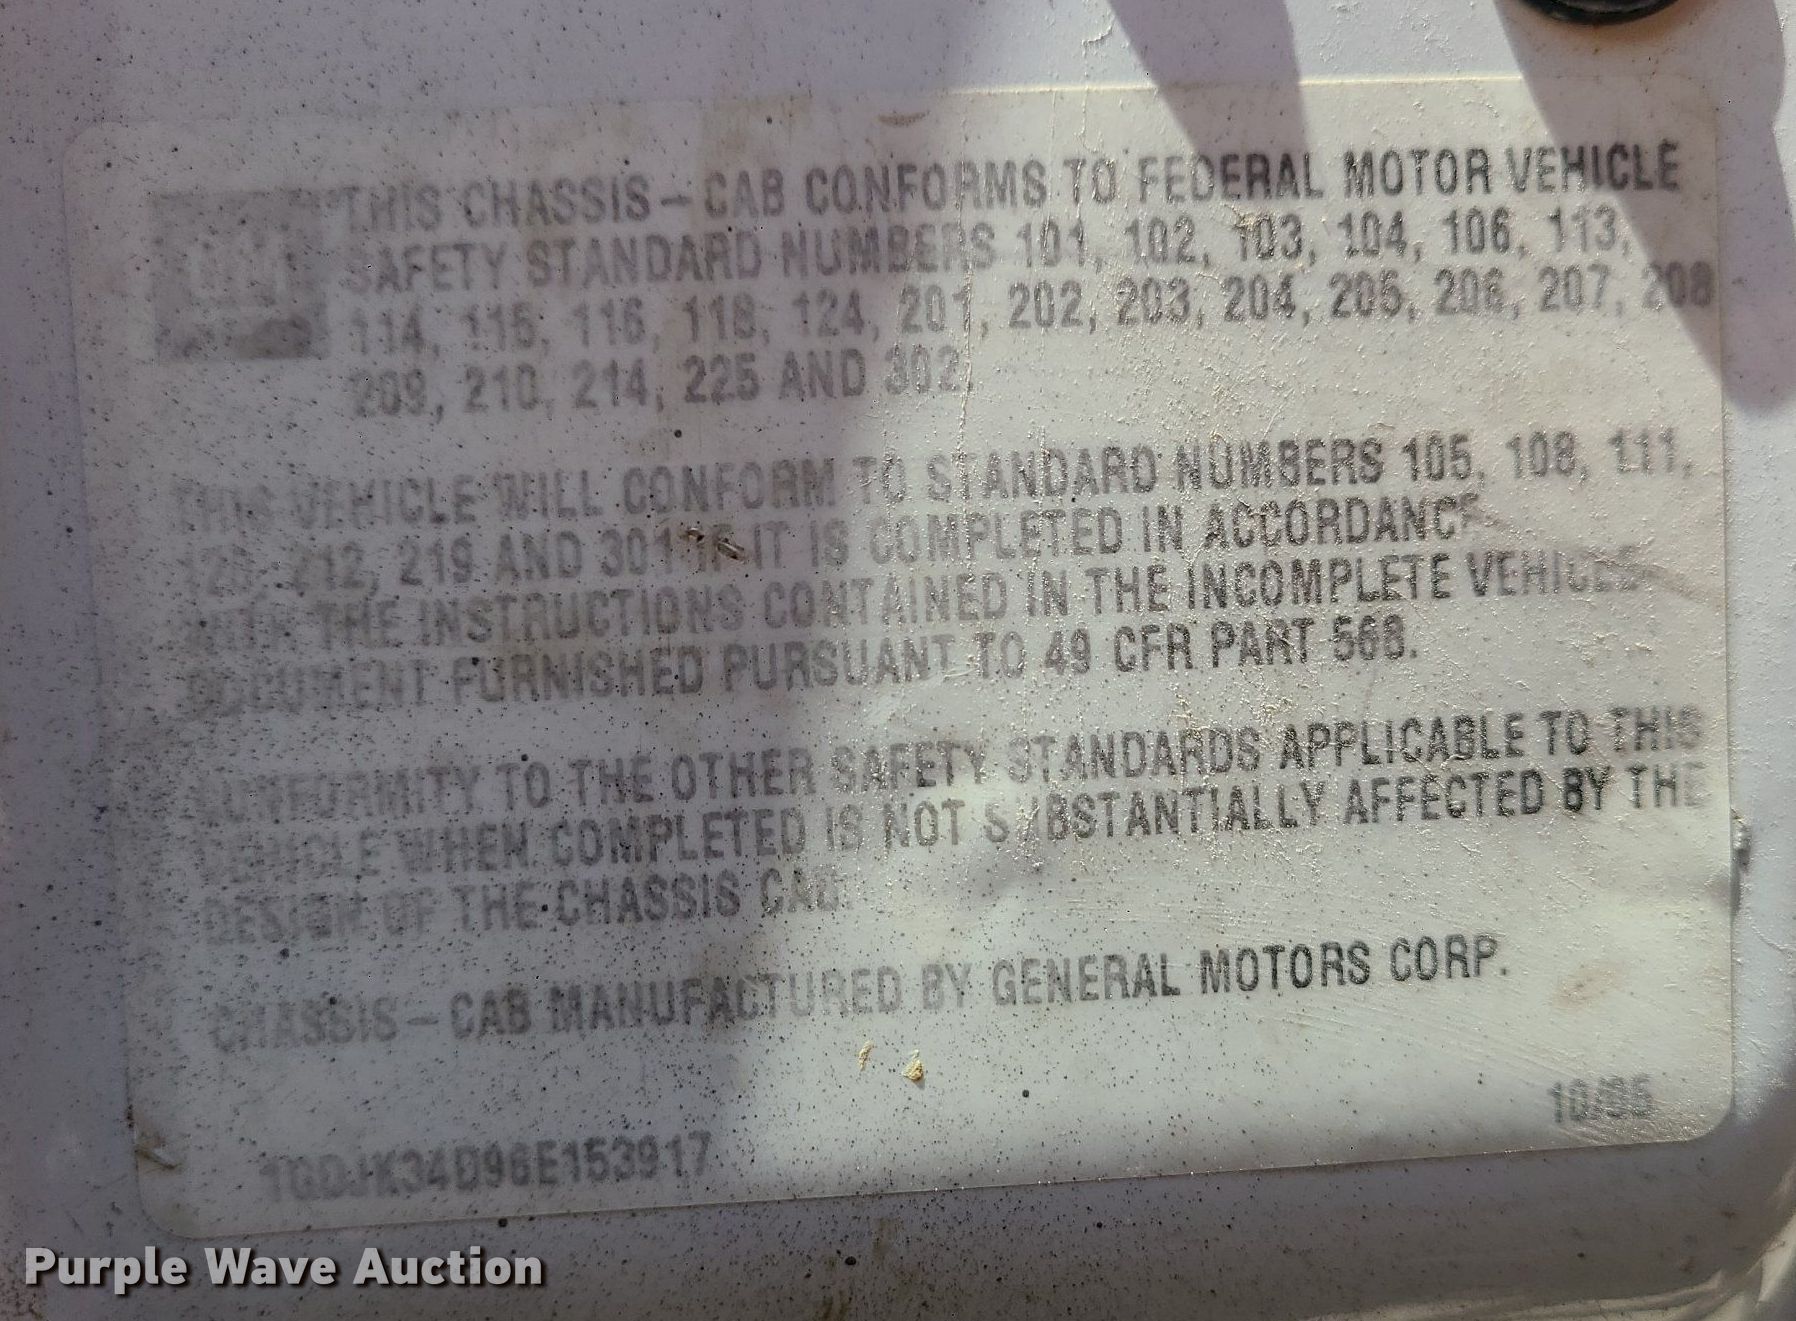 GM
THIS CHASSIS-CAB CONFORMS TO FEDERAL MOTOR VEHICLE
SAFETY STANDARD NUMBERS 101, 102, 103, 104, 106, 113,
114, 115, 116, 118, 124, 201, 202, 203, 204, 205, 206, 207, 208
209, 210, 214, 225 AND 302.
THIS VEHICLE WILL CONFORM TO STANDARD NUMBERS 105, 108, 111,
120, 212, 219 AND 301 IF IT IS COMPLETED IN ACCORDANCE
WITH THE INSTRUCTIONS CONTAINED IN THE INCOMPLETE VEHICLE
DOCUMENT FURNISHED PURSUANT TO 49 CFR PART 568.
CONFORMITY TO THE OTHER SAFETY STANDARDS APPLICABLE TO THIS
VEHICLE WHEN COMPLETED IS NOT SUBSTANTIALLY AFFECTED BY THE
DESIGN OF THE CHASSIS CAB.
CHASSIS-CAB MANUFACTURED BY GENERAL MOTORS CORP.
10/05
1GDJK34D96E153917
Purple Wave Auction